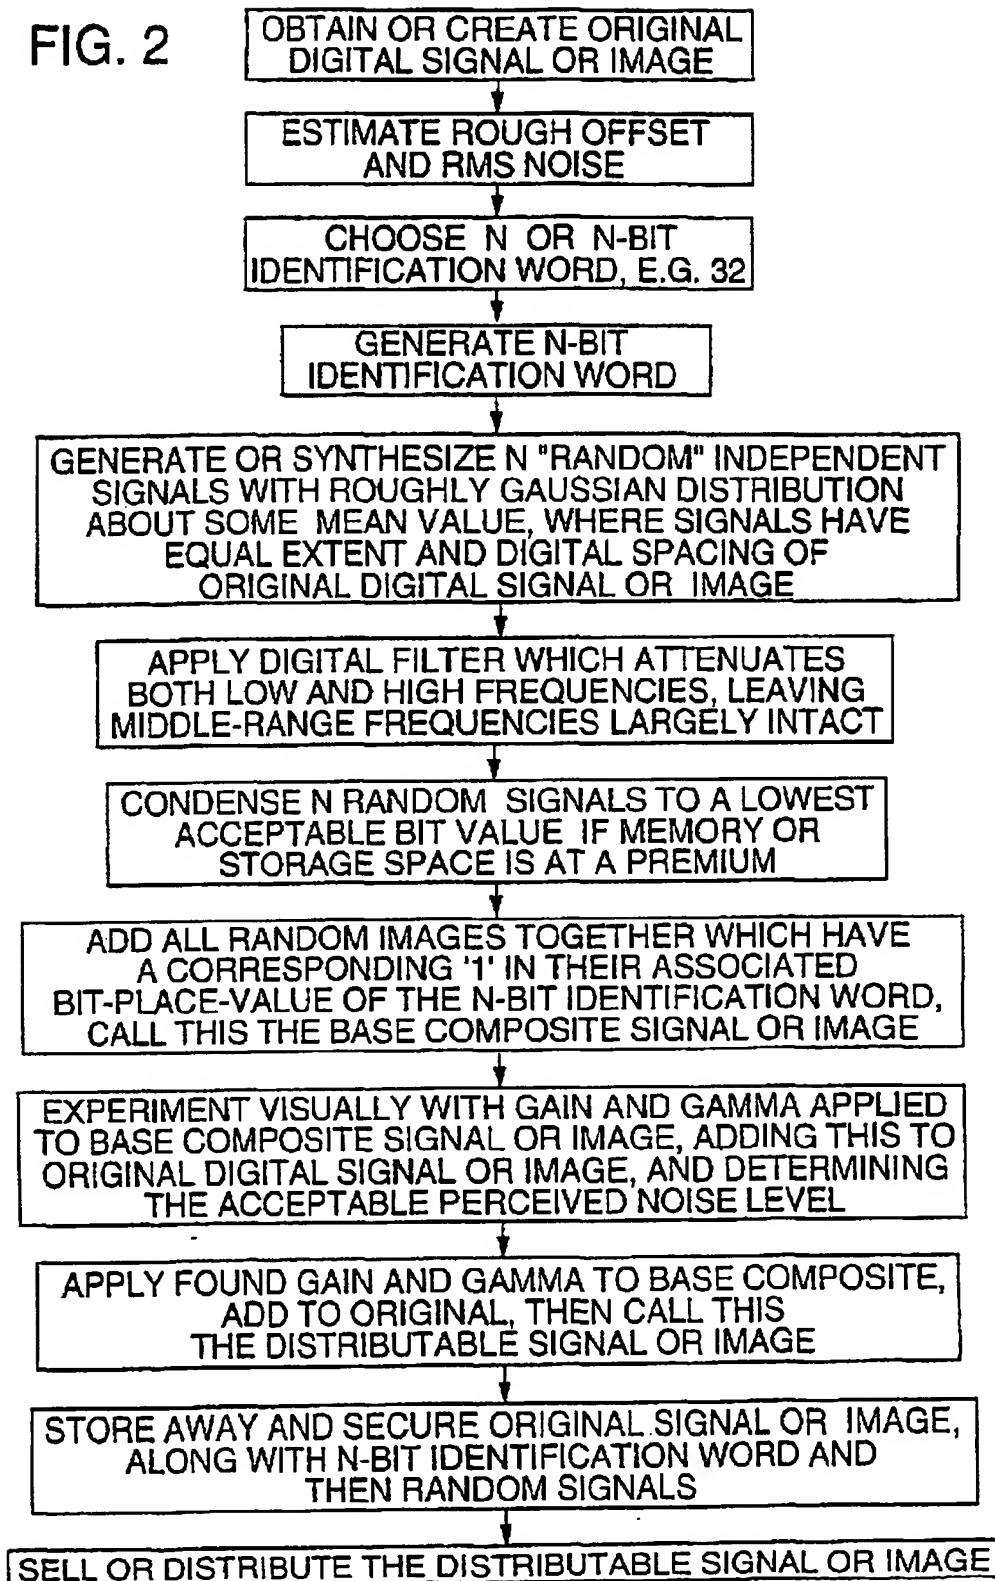 FIG. 2
OBTAIN OR CREATE ORIGINAL
DIGITAL SIGNAL OR IMAGE
ESTIMATE ROUGH OFFSET
AND RMS NOISE
CHOOSE N OR N-BIT
IDENTIFICATION WORD, E.G. 32
GENERATE N-BIT
IDENTIFICATION WORD
GENERATE OR SYNTHESIZE N "RANDOM" INDEPENDENT
SIGNALS WITH ROUGHLY GAUSSIAN DISTRIBUTION
ABOUT SOME MEAN VALUE, WHERE SIGNALS HAVE
EQUAL EXTENT AND DIGITAL SPACING OF
ORIGINAL DIGITAL SIGNAL OR IMAGE
APPLY DIGITAL FILTER WHICH ATTENUATES
BOTH LOW AND HIGH FREQUENCIES, LEAVING
MIDDLE-RANGE FREQUENCIES LARGELY INTACT
CONDENSE N RANDOM SIGNALS TO A LOWEST
ACCEPTABLE BIT VALUE IF MEMORY OR
STORAGE SPACE IS AT A PREMIUM
ADD ALL RANDOM IMAGES TOGETHER WHICH HAVE
A CORRESPONDING '1' IN THEIR ASSOCIATED
BIT-PLACE-VALUE OF THE N-BIT IDENTIFICATION WORD,
CALL THIS THE BASE COMPOSITE SIGNAL OR IMAGE
EXPERIMENT VISUALLY WITH GAIN AND GAMMA APPLIED
TO BASE COMPOSITE SIGNAL OR IMAGE, ADDING THIS TO
ORIGINAL DIGITAL SIGNAL OR IMAGE, AND DETERMINING
THE ACCEPTABLE PERCEIVED NOISE LEVEL
APPLY FOUND GAIN AND GAMMA TO BASE COMPOSITE,
ADD TO ORIGINAL, THEN CALL THIS
THE DISTRIBUTABLE SIGNAL OR IMAGE
STORE AWAY AND SECURE ORIGINAL SIGNAL OR IMAGE,
ALONG WITH N-BIT IDENTIFICATION WORD AND
THEN RANDOM SIGNALS
SELL OR DISTRIBUTE THE DISTRIBUTABLE SIGNAL OR IMAGE